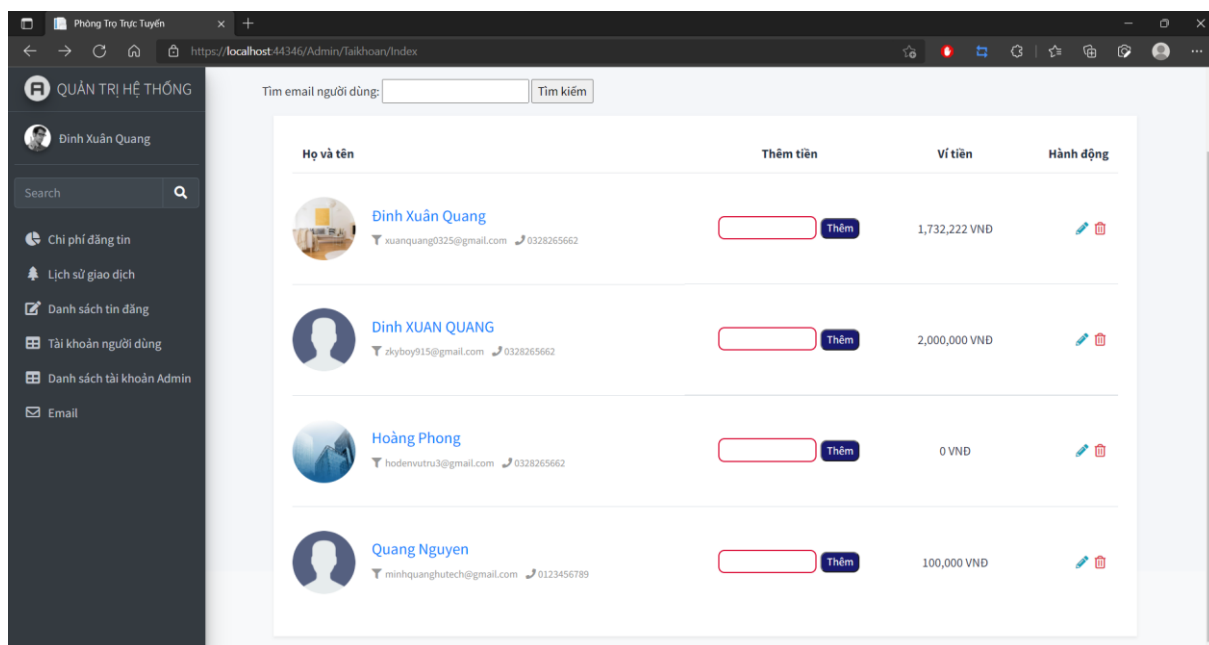 Phòng Trọ Trực Tuyến
https://localhost:44346/Admin/Taikhoan/Index
QUẢN TRỊ HỆ THỐNG
Đinh Xuân Quang
Search
Chi phí đăng tin
Lịch sử giao dịch
Danh sách tin đăng
Tài khoản người dùng
Danh sách tài khoản Admin
Email
Tìm email người dùng: Tìm kiếm
Họ và tên Thêm tiền Ví tiền Hành động
Đinh Xuân Quang
xuanquang0325@gmail.com 0328265662
Thêm 1,732,222 VNĐ
Dinh XUAN QUANG
zkyboy915@gmail.com 0328265662
Thêm 2,000,000 VNĐ
Hoàng Phong
hodenvutru3@gmail.com 0328265662
Thêm 0 VNĐ
Quang Nguyen
minhquanghutech@gmail.com 0123456789
Thêm 100,000 VNĐ